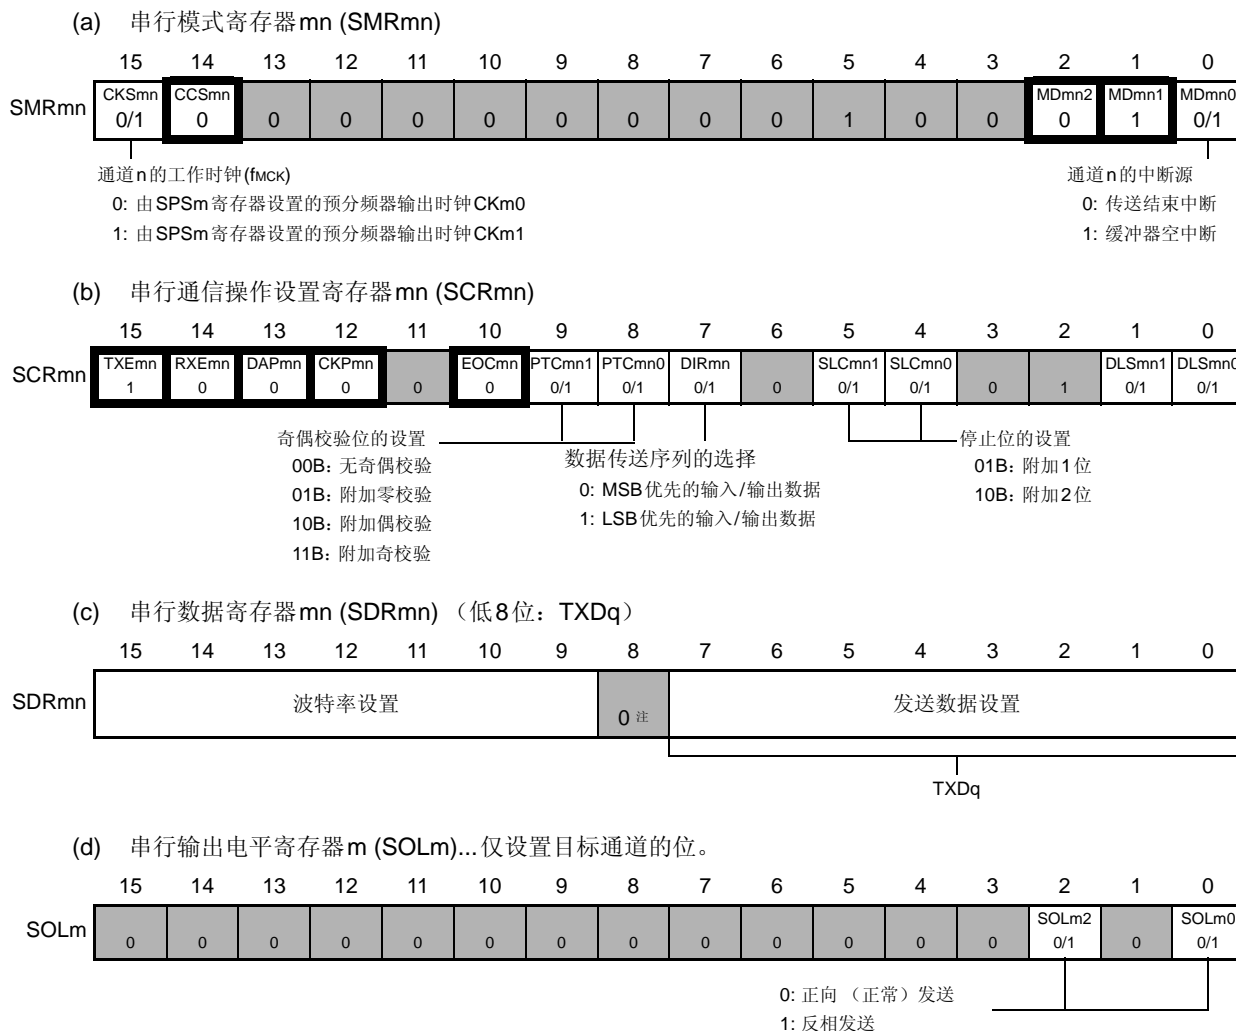 (a) 串行模式寄存器mn (SMRmn)
15 14 13 12 11 10 9 8 7 6 5 4 3 2 1 0
SMRmn
CKSmn CCSmn MDmn2 MDmn1 MDmn0
0/1 0 0 0 0 0 0 0 0 0 1 0 0 0 1 0/1
通道n的工作时钟(fMCK) 通道n的中断源
0: 由SPSm寄存器设置的预分频器输出时钟CKm0 0: 传送结束中断
1: 由SPSm寄存器设置的预分频器输出时钟CKm1 1: 缓冲器空中断
(b) 串行通信操作设置寄存器mn (SCRmn)
15 14 13 12 11 10 9 8 7 6 5 4 3 2 1 0
SCRmn
TXEmn RXEmn DAPmn CKPmn EOCmn PTCmn1 PTCmn0 DIRmn SLCmn1 SLCmn0 DLSmn1 DLSmn0
1 0 0 0 0 0 0/1 0/1 0/1 0 0/1 0/1 0 1 0/1 0/1
奇偶校验位的设置
00B: 无奇偶校验
01B: 附加零校验
10B: 附加偶校验
11B: 附加奇校验
数据传送序列的选择
0: MSB优先的输入/输出数据
1: LSB优先的输入/输出数据
停止位的设置
01B: 附加1位
10B: 附加2位
(c) 串行数据寄存器mn (SDRmn) （低8位: TXDq）
15 14 13 12 11 10 9 8 7 6 5 4 3 2 1 0
SDRmn 波特率设置 0注 发送数据设置
TXDq
(d) 串行输出电平寄存器m (SOLm)...仅设置目标通道的位。
15 14 13 12 11 10 9 8 7 6 5 4 3 2 1 0
SOLm
SOLm2 SOLm0
0 0 0 0 0 0 0 0 0 0 0 0 0 0/1 0 0/1
0: 正向 （正常）发送
1: 反相发送